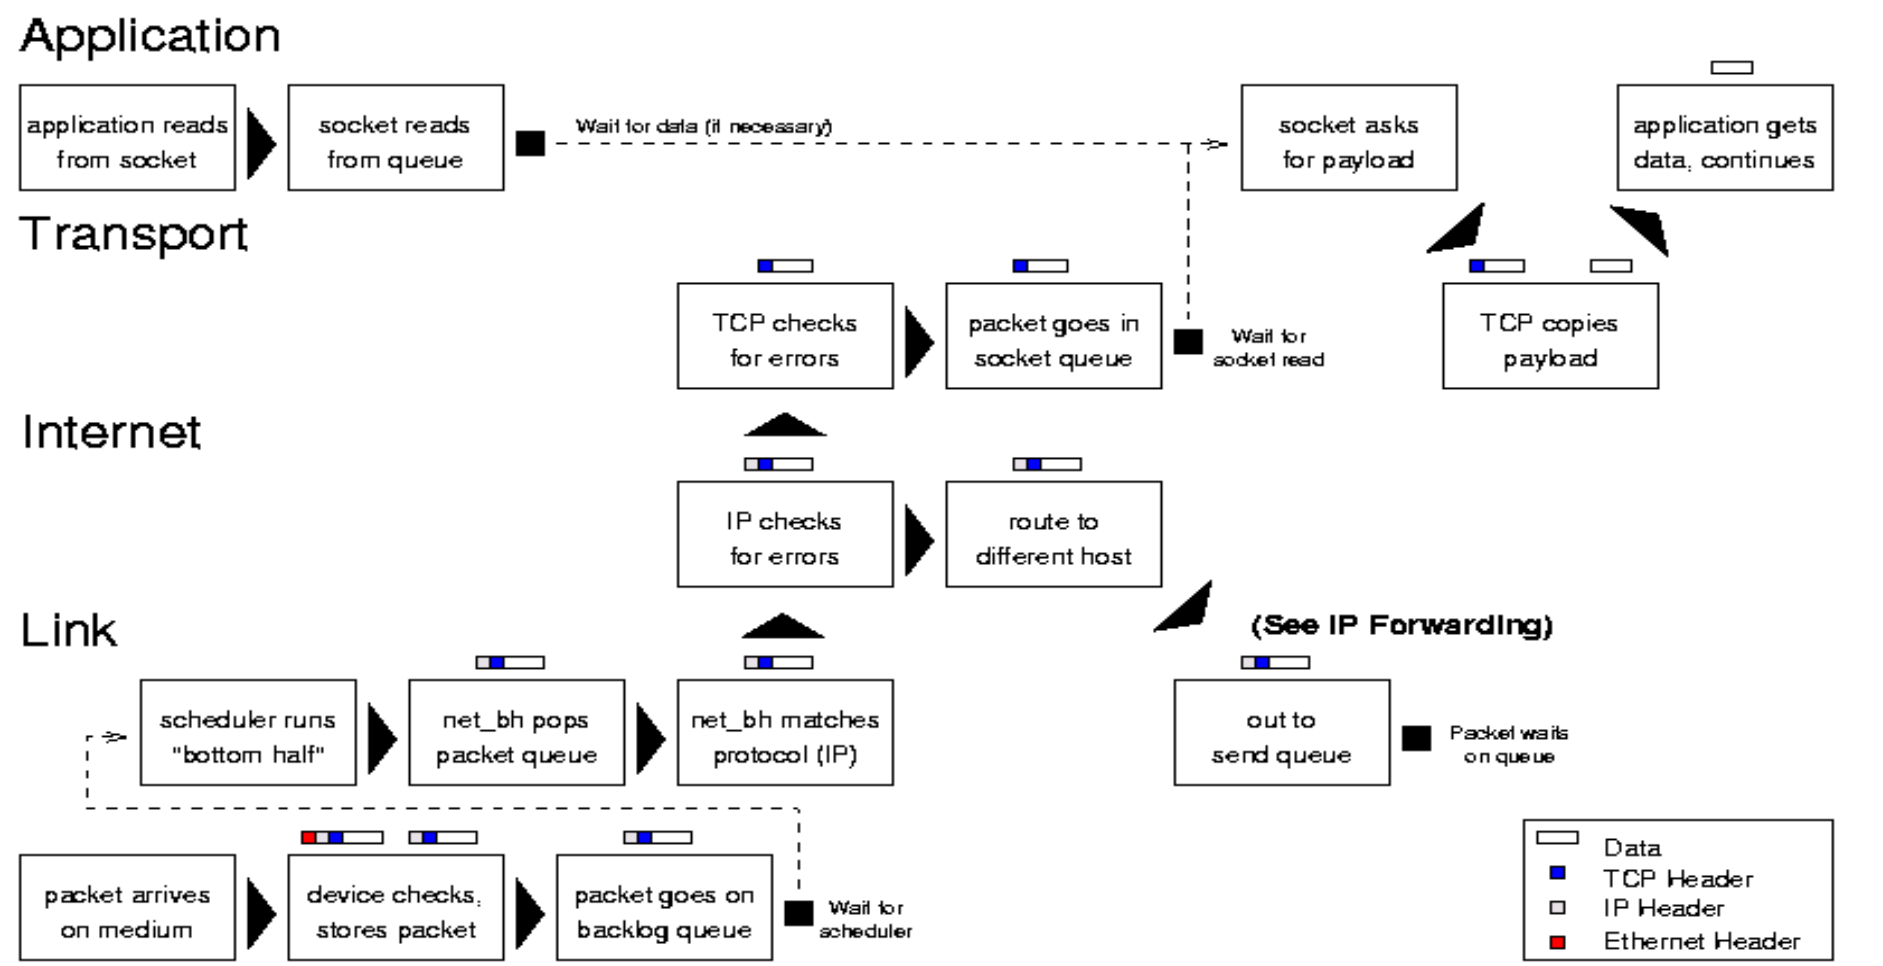 Application
application reads
from socket
socket reads
from queue
Wait for data (if necessary)
socket asks
for payload
application gets
data, continues
Transport
TCP checks
for errors
packet goes in
socket queue
Wait for
socket read
TCP copies
payload
Internet
IP checks
for errors
route to
different host
Link
(See IP Forwarding)
scheduler runs
"bottom half"
net_bh pops
packet queue
net_bh matches
protocol (IP)
out to
send queue
Packet waits
on queue
packet arrives
on medium
device checks,
stores packet
packet goes on
backlog queue
Wait for
scheduler
Data
TCP Header
IP Header
Ethernet Header